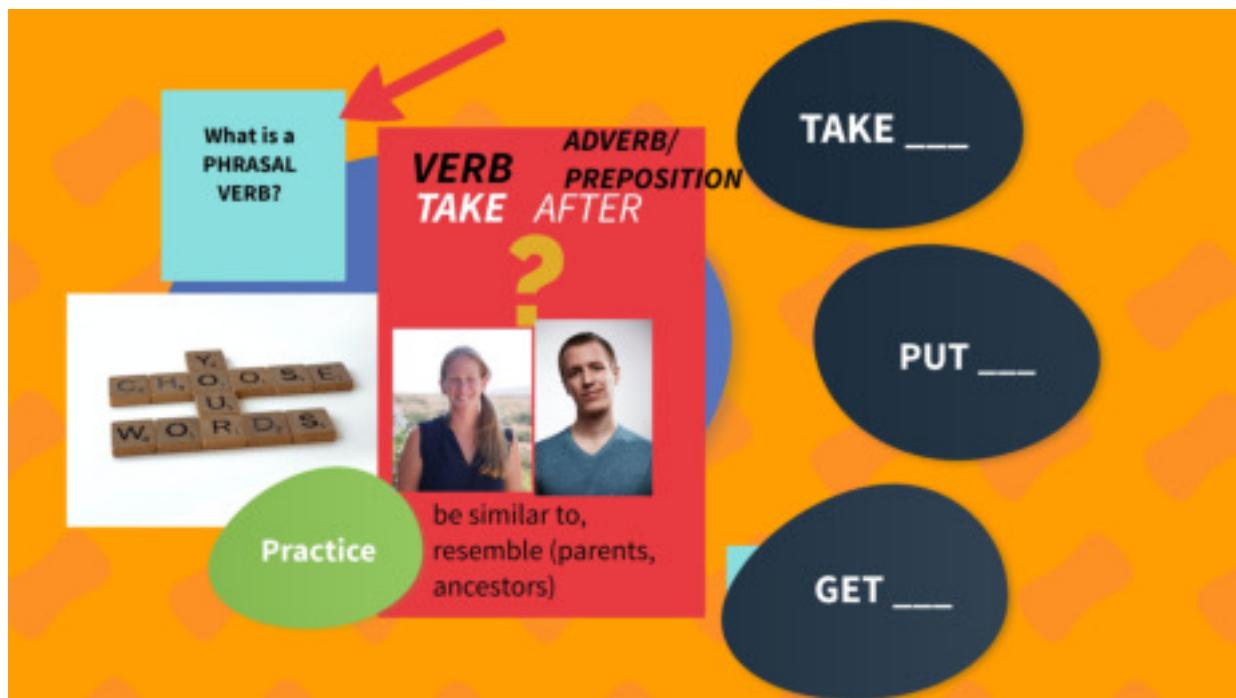 What is a
PHRASAL
VERB?
VERB
ADVERB/
PREPOSITION
TAKE AFTER
?
CHOOSE
YOUR
WORDS
be similar to,
resemble (parents,
ancestors)
Practice
TAKE ___
PUT ___
GET ___